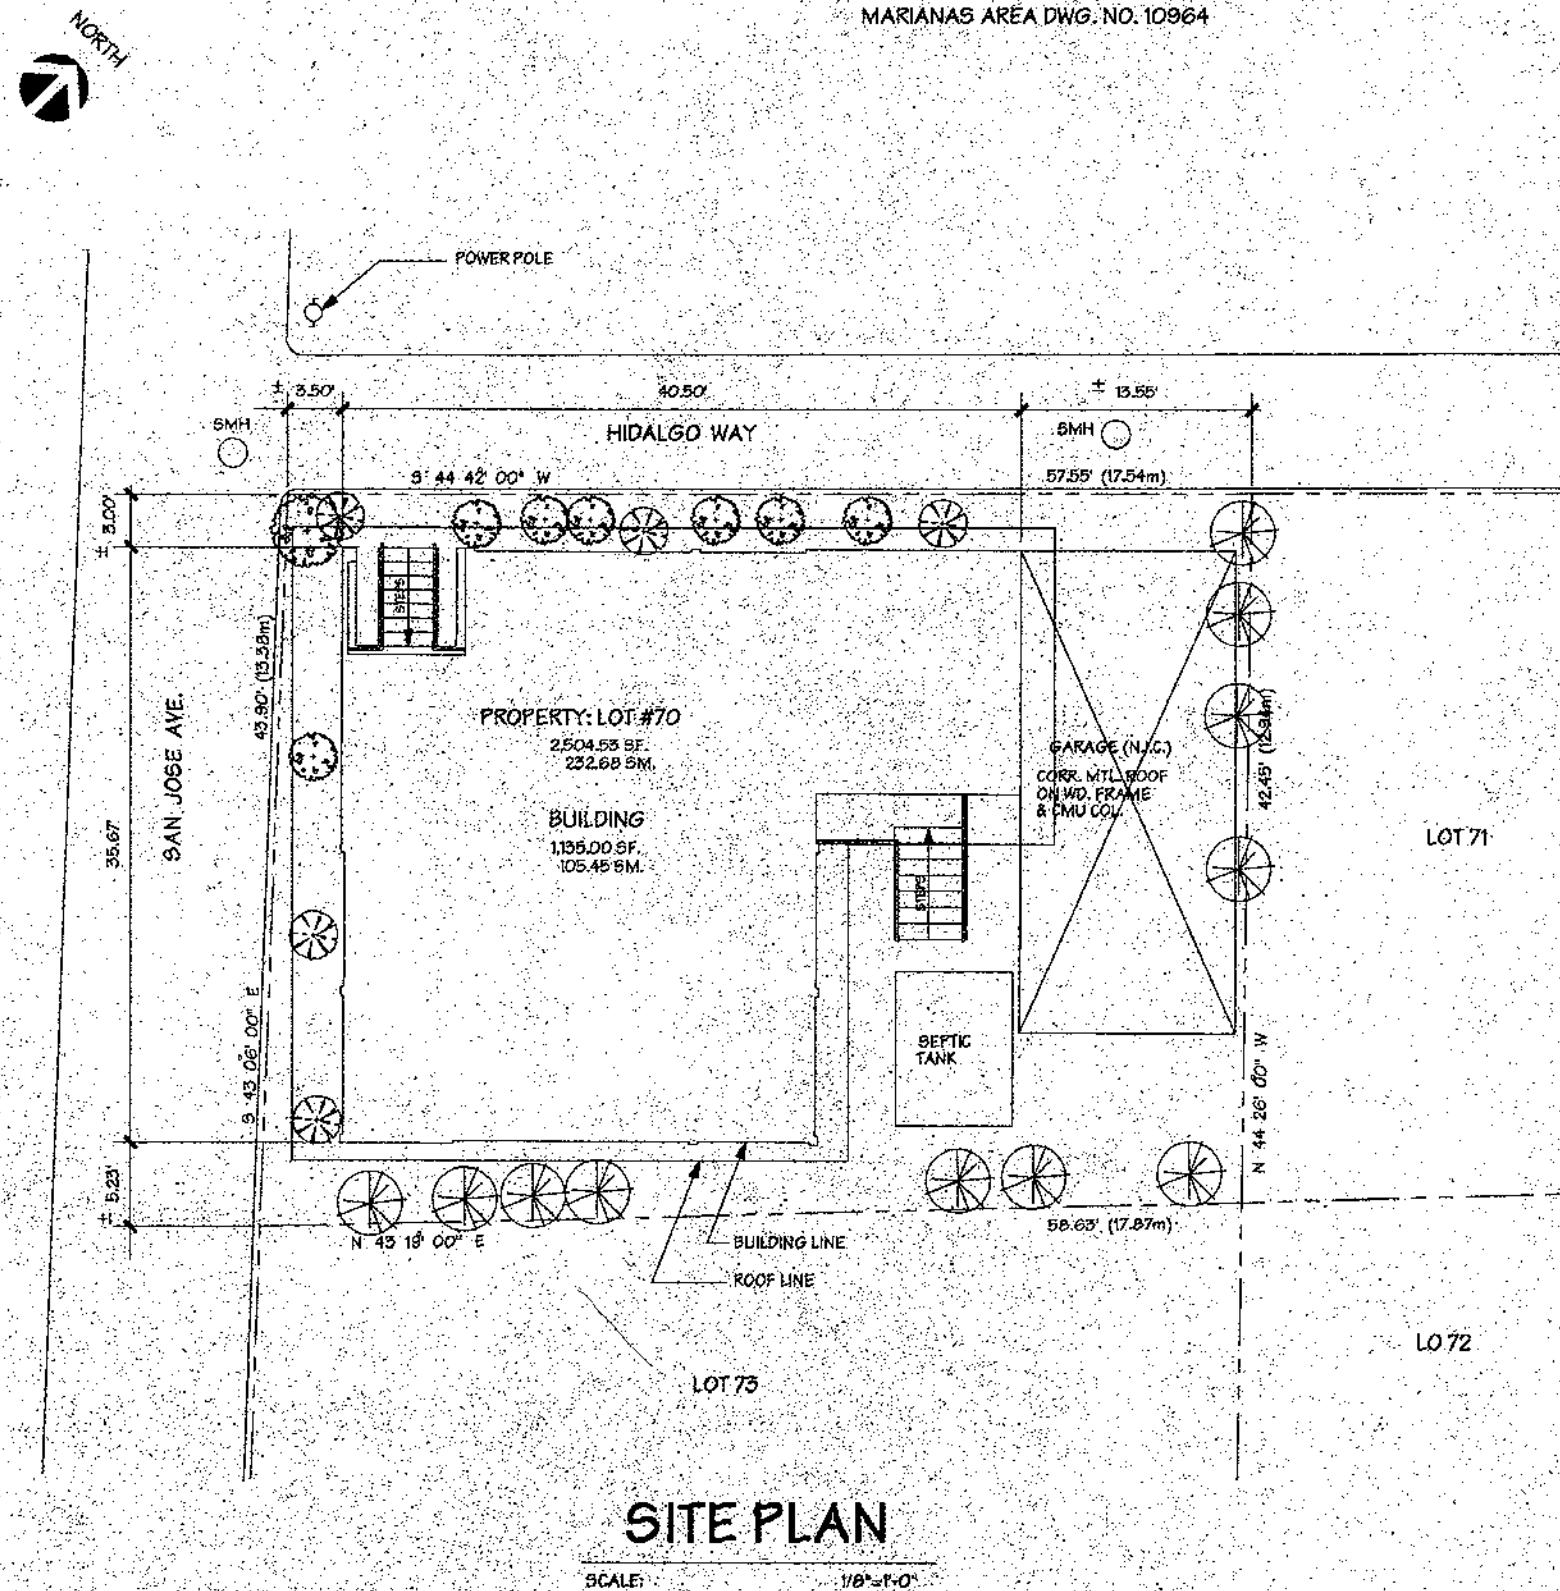 MARIANAS AREA DWG. NO. 10964
NORTH
POWER POLE
± 3.50'
40.50'
± 13.55'
SMH
HIDALGO WAY
SMH
S 44 42' 00" W
57.55' (17.54m)
± 3.00'
STEPS
43.90' (13.38m)
SAN JOSE AVE.
PROPERTY: LOT #70
2,504.53 SF.
232.68 SM.
GARAGE (N.I.C.)
CORR. MTL. ROOF
ON WD. FRAME
& CMU COL.
42.45' (12.94m)
BUILDING
1,135.00 SF.
105.45 SM.
35.67'
LOT 71
STEPS
S 43 06' 00" E
SEPTIC
TANK
N 44 26' 00" W
± 5.23'
N 43 19' 00" E
58.63' (17.87m)
BUILDING LINE
ROOF LINE
LO 72
LOT 73
SITE PLAN
SCALE: 1/8"=1'-0"